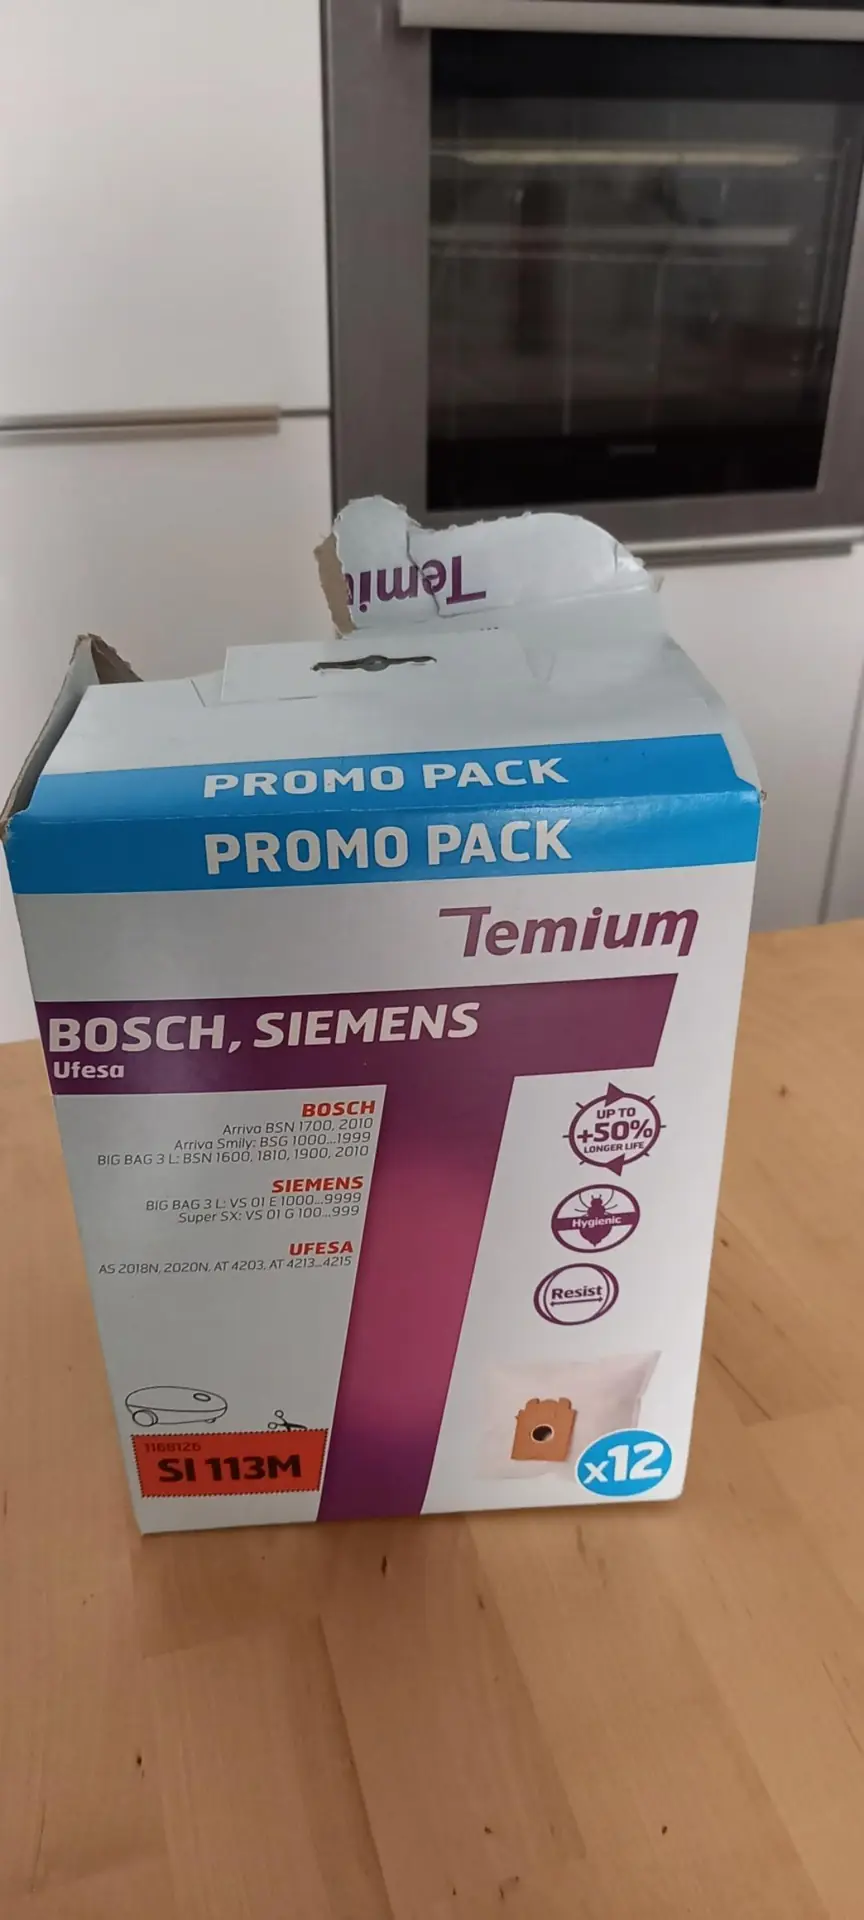 Temi
PROMO PACK
PROMO PACK
Temium
BOSCH, SIEMENS
Ufesa
BOSCH
Arriva BSN 1700, 2010
Arriva Smily: BSG 1000...1999
BIG BAG 3 L: BSN 1600, 1810, 1900, 2010
SIEMENS
BIG BAG 3 L: VS 01 E 1000...9999
Super SX: VS 01 G 100...999
UFESA
AS 2018N, 2020N, AT 4203, AT 4213...4215
UP TO
+50%
LONGER LIFE
Hygienic
Resist
1168126
SI 113M
x12